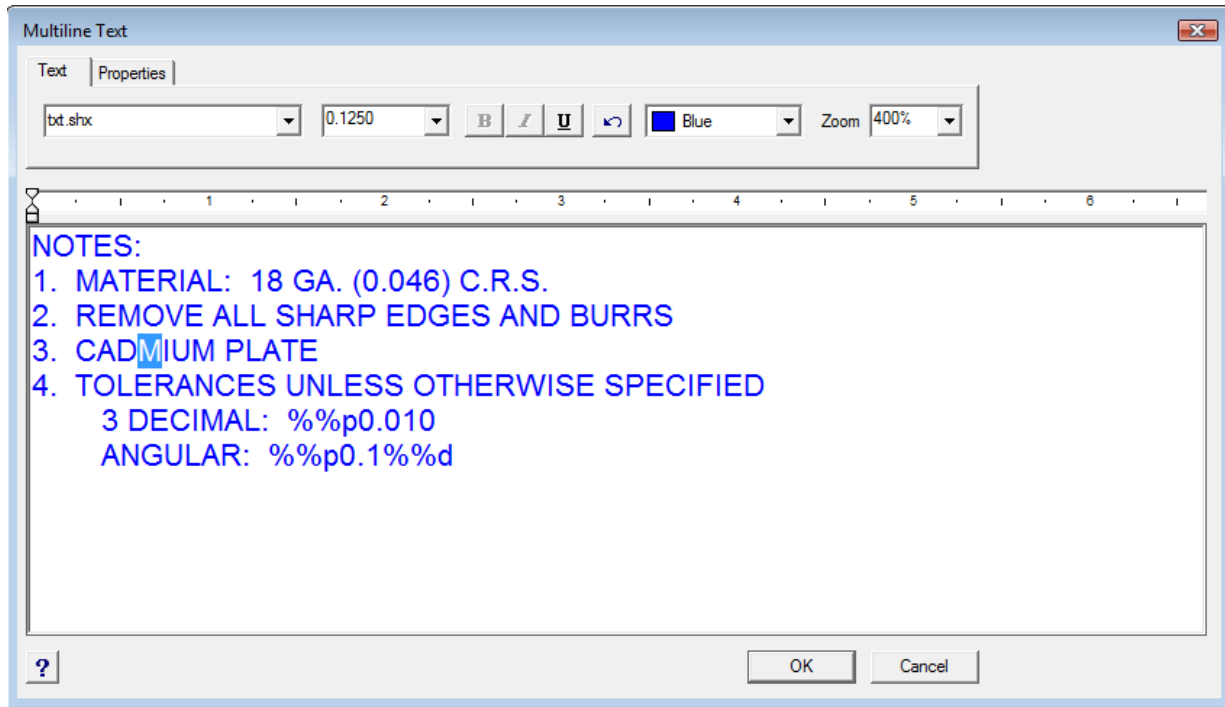 Multiline Text
Text Properties
txt.shx 0.1250 B I U Blue Zoom 400%
1 2 3 4 5 6
NOTES:
1. MATERIAL: 18 GA. (0.046) C.R.S.
2. REMOVE ALL SHARP EDGES AND BURRS
3. CADMIUM PLATE
4. TOLERANCES UNLESS OTHERWISE SPECIFIED
3 DECIMAL: %%p0.010
ANGULAR: %%p0.1%%d
? OK Cancel